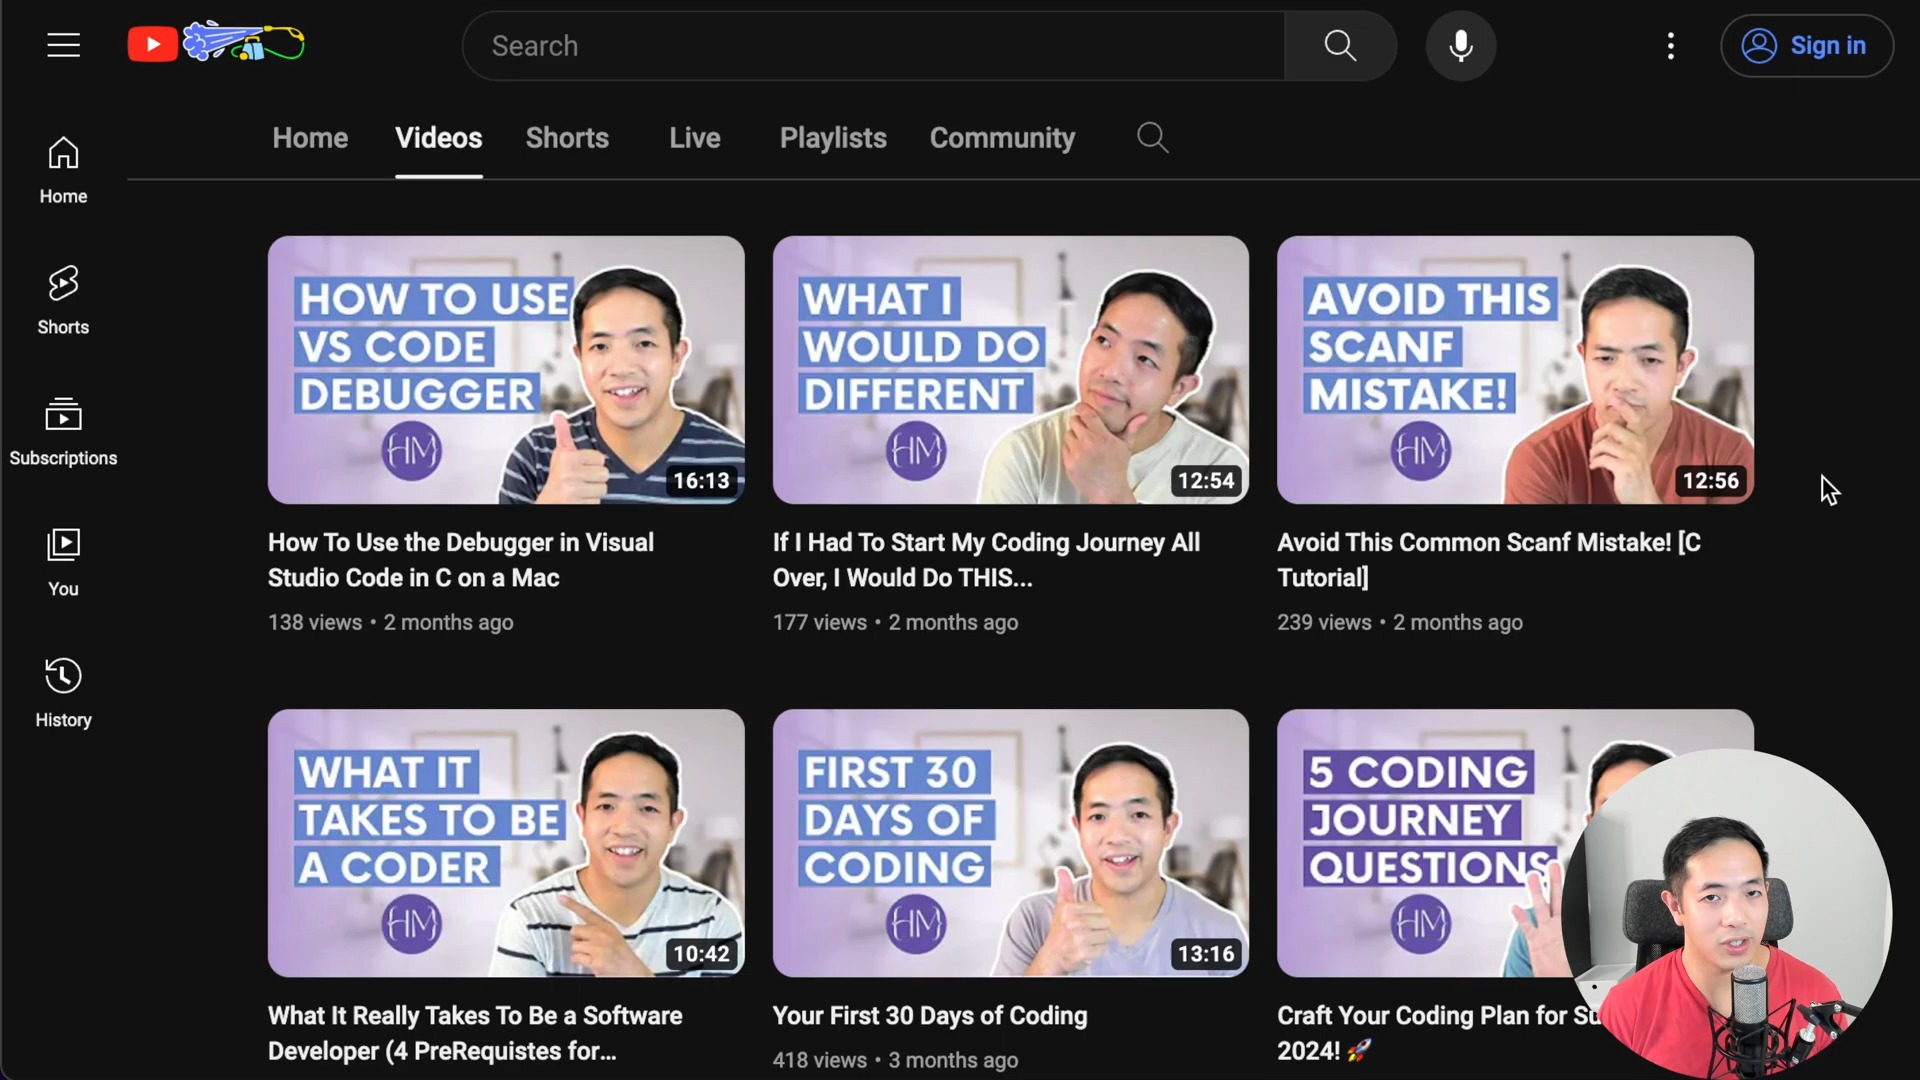 Search
Sign in
Home
Videos
Shorts
Live
Playlists
Community
Home
Shorts
Subscriptions
You
History
HOW TO USE
VS CODE
DEBUGGER
HM
16:13
How To Use the Debugger in Visual
Studio Code in C on a Mac
138 views • 2 months ago
WHAT I
WOULD DO
DIFFERENT
HM
12:54
If I Had To Start My Coding Journey All
Over, I Would Do THIS...
177 views • 2 months ago
AVOID THIS
SCANF
MISTAKE!
HM
12:56
Avoid This Common Scanf Mistake! [C
Tutorial]
239 views • 2 months ago
WHAT IT
TAKES TO BE
A CODER
HM
10:42
What It Really Takes To Be a Software
Developer (4 PreRequistes for...
FIRST 30
DAYS OF
CODING
HM
13:16
Your First 30 Days of Coding
418 views • 3 months ago
5 CODING
JOURNEY
QUESTIONS
HM
Craft Your Coding Plan for
2024! 🚀